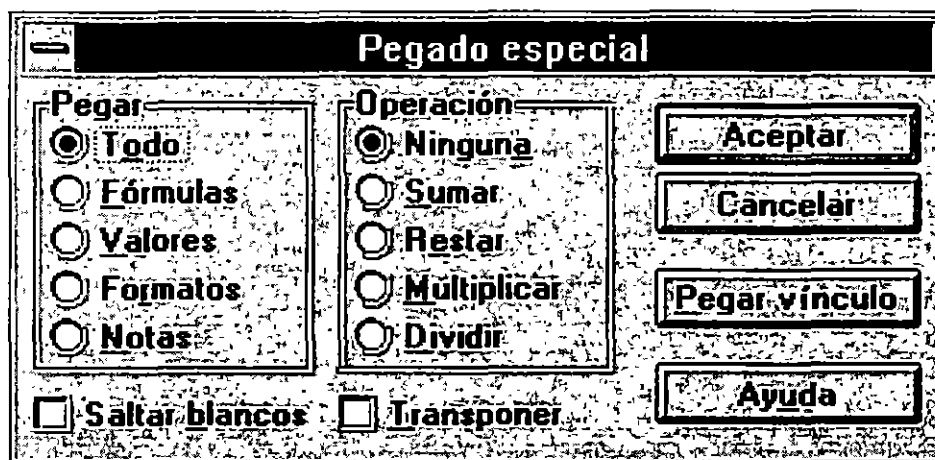 Pegado especial
Pegar
Todo
Fórmulas
Valores
Formatos
Notas
Operación
Ninguna
Sumar
Restar
Multiplicar
Dividir
Saltar blancos
Transponer
Aceptar
Cancelar
Pegar vínculo
Ayuda